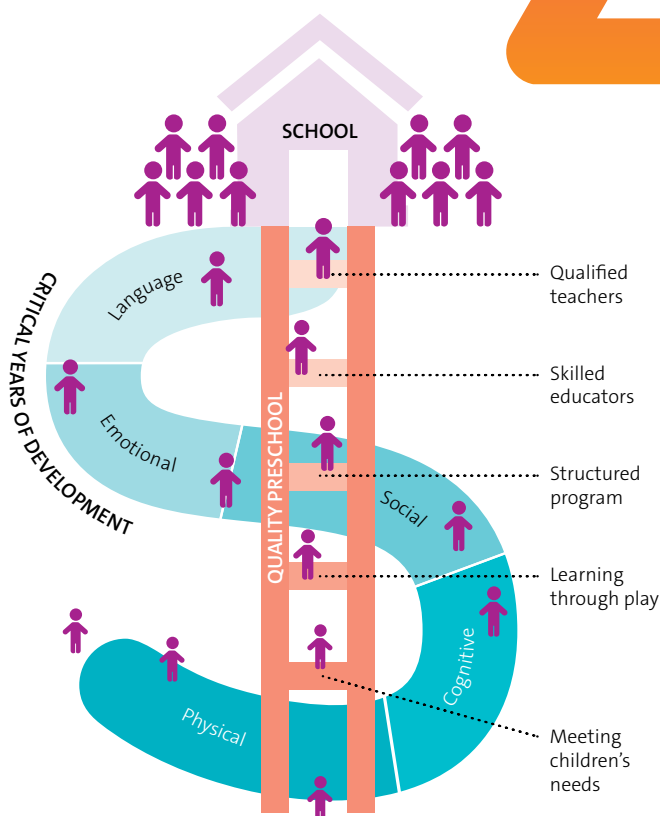 SCHOOL
Language
CRITICAL YEARS OF DEVELOPMENT
Emotional
QUALITY PRESCHOOL
Social
Cognitive
Physical
Qualified
teachers
Skilled
educators
Structured
program
Learning
through play
Meeting
children’s
needs